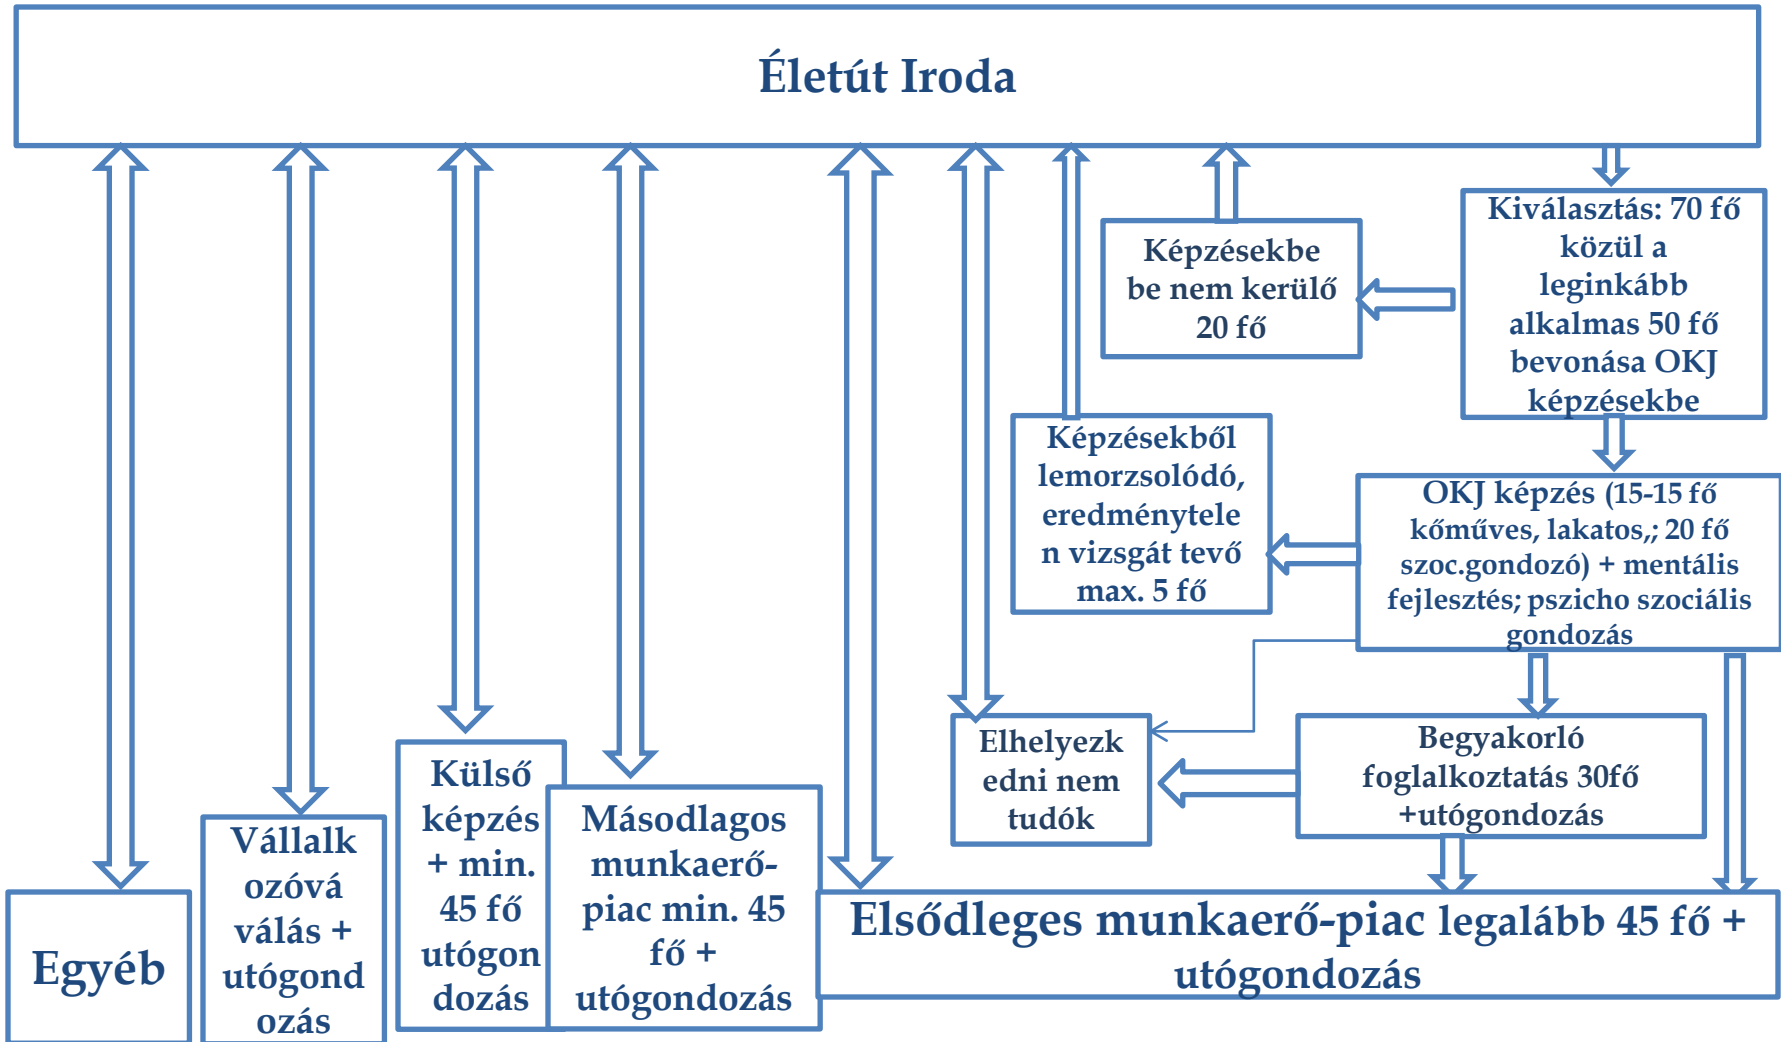 Életút Iroda
Kiválasztás: 70 fő
közül a
leginkább
alkalmas 50 fő
bevonása OKJ
képzésekbe
Képzésekbe
be nem kerülő
20 fő
Képzésekből
lemorzsolódó,
eredménytele
n vizsgát tevő
max. 5 fő
OKJ képzés (15-15 fő
kőműves, lakatos,; 20 fő
szoc.gondozó) + mentális
fejlesztés; pszicho szociális
gondozás
Elhelyezk
edni nem
tudók
Begyakorló
foglalkoztatás 30fő
+utógondozás
Egyéb
Vállalk
ozóvá
válás +
utógond
ozás
Külső
képzés
+ min.
45 fő
utógon
dozás
Másodlagos
munkaerő-
piac min. 45
fő +
utógondozás
Elsődleges munkaerő-piac legalább 45 fő +
utógondozás